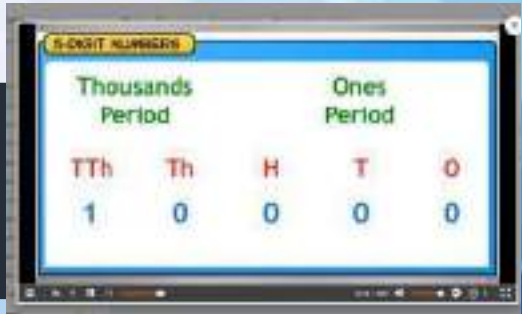 5-DIGIT NUMBERS
Thousands Ones
Period Period
TTh Th H T O
1 0 0 0 0